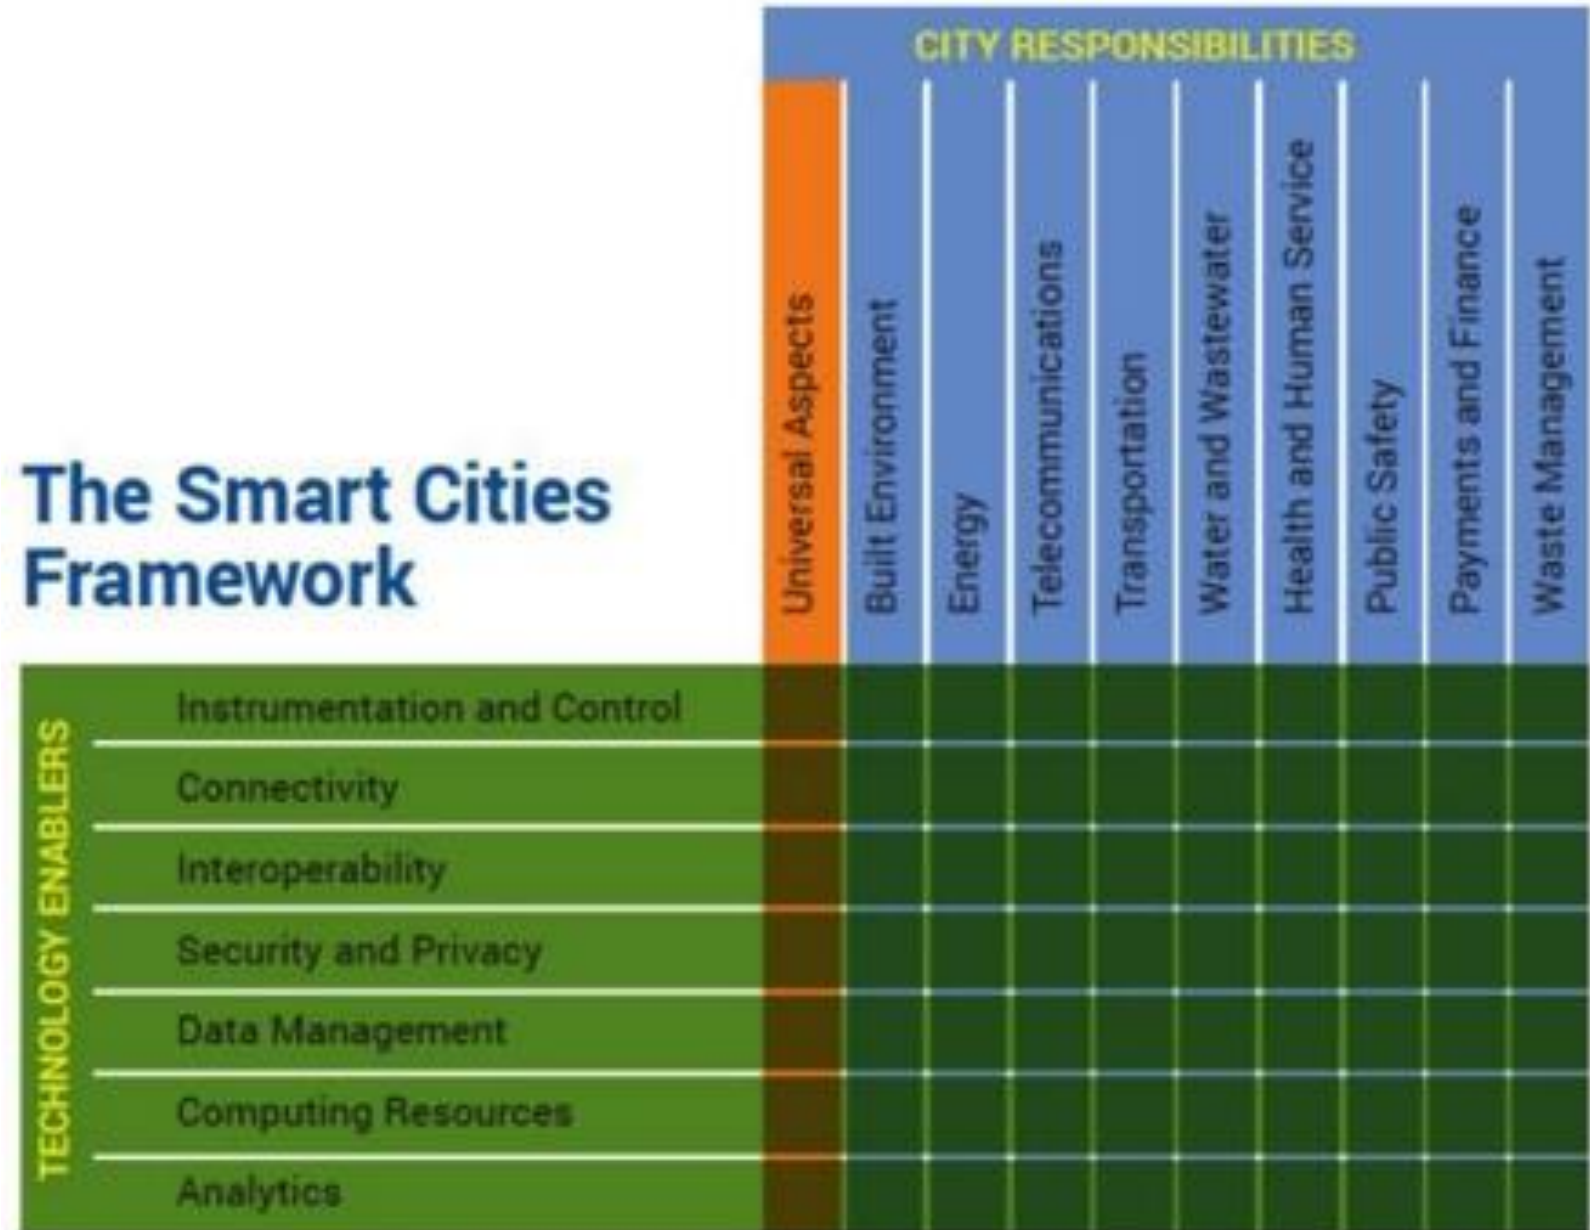 CITY RESPONSIBILITIES
Universal Aspects
Built Environment
Energy
Telecommunications
Transportation
Water and Wastewater
Health and Human Service
Public Safety
Payments and Finance
Waste Management
The Smart Cities
Framework
TECHNOLOGY ENABLERS
Instrumentation and Control
Connectivity
Interoperability
Security and Privacy
Data Management
Computing Resources
Analytics